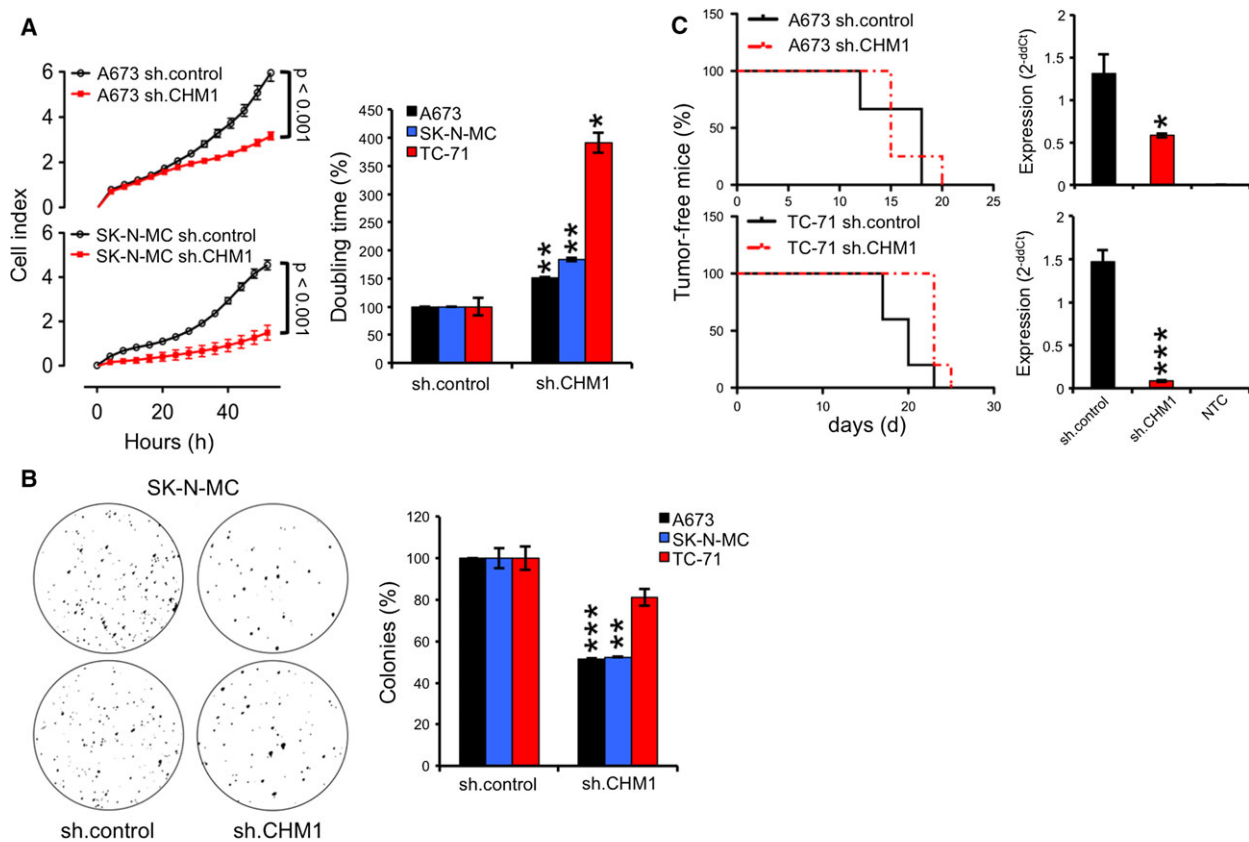 A
A673 sh.control
A673 sh.CHM1
p < 0.001
6
4
2
0
SK-N-MC sh.control
SK-N-MC sh.CHM1
p < 0.001
6
4
2
0
Cell index
0 20 40
Hours (h)
A673
SK-N-MC
TC-71
Doubling time (%)
450
400
350
300
250
200
150
100
50
0
**
**
*
sh.control sh.CHM1
C
A673 sh.control
A673 sh.CHM1
150
100
50
0
0 5 10 15 20 25
TC-71 sh.control
TC-71 sh.CHM1
150
100
50
0
0 10 20 30
Tumor-free mice (%)
days (d)
Expression (2-ddCt)
2
1.5
1
0.5
0
*
Expression (2-ddCt)
2
1.5
1
0.5
0
***
sh.control sh.CHM1 NTC
B
SK-N-MC
sh.control sh.CHM1
A673
SK-N-MC
TC-71
Colonies (%)
120
100
80
60
40
20
0
***
**
sh.control sh.CHM1